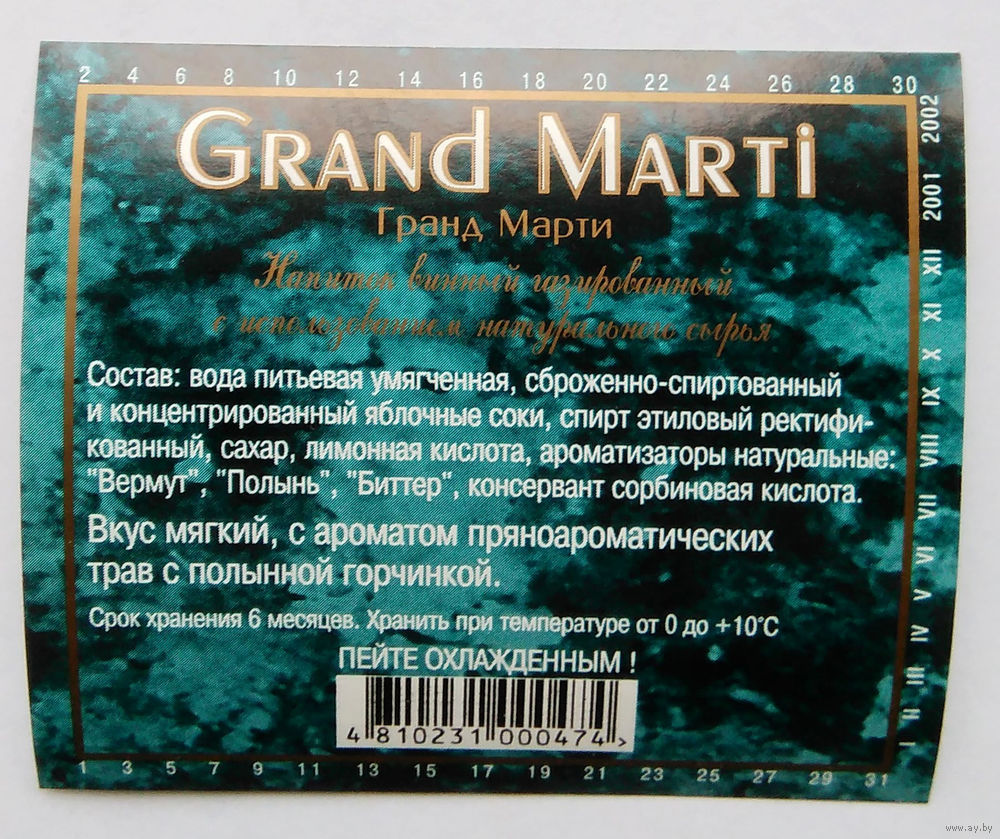 2 4 6 8 10 12 14 16 18 20 22 24 26 28 30
GRANd MARTi
Гранд Марти
Напиток винный газированный
с использованием натурального сырья
Состав: вода питьевая умягченная, сброженно-спиртованный
и концентрированный яблочные соки, спирт этиловый ректифи-
кованный, сахар, лимонная кислота, ароматизаторы натуральные:
"Вермут", "Полынь", "Биттер", консервант сорбиновая кислота.
Вкус мягкий, с ароматом пряноароматических
трав с полынной горчинкой.
Срок хранения 6 месяцев. Хранить при температуре от 0 до +10°С
ПЕЙТЕ ОХЛАЖДЕННЫМ !
4 810231 000474 >
1 3 5 7 9 11 13 15 17 19 21 23 25 27 29 31
I II III IV V VI VII VIII IX X XI XII 2001 2002
www.ay.by